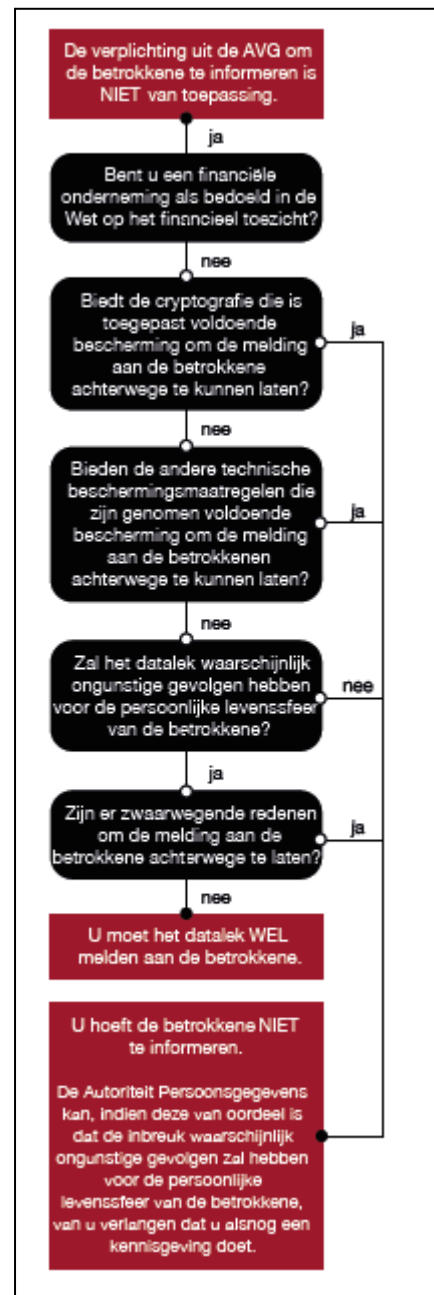 De verplichting uit de AVG om
de betrokkene te informeren is
NIET van toepassing.
ja
Bent u een financiële
onderneming als bedoeld in de
Wet op het financieel toezicht?
nee
Biedt de cryptografie die is
toegepast voldoende
bescherming om de melding
aan de betrokkene
achterwege te kunnen laten?
ja
nee
Bieden de andere technische
beschermingsmaatregelen die
zijn genomen voldoende
bescherming om de melding
aan de betrokkenen
achterwege te kunnen laten?
ja
nee
Zal het datalek waarschijnlijk
ongunstige gevolgen hebben
voor de persoonlijke levenssfeer
van de betrokkene?
nee
ja
Zijn er zwaarwegende redenen
om de melding aan de
betrokkene achterwege te laten?
ja
nee
U moet het datalek WEL
melden aan de betrokkene.
U hoeft de betrokkene NIET
te informeren.
De Autoriteit Persoonsgegevens
kan, indien deze van oordeel is
dat de inbreuk waarschijnlijk
ongunstige gevolgen zal hebben
voor de persoonlijke
levenssfeer van de betrokkene,
van u verlangen dat u alsnog een
kennisgeving doet.